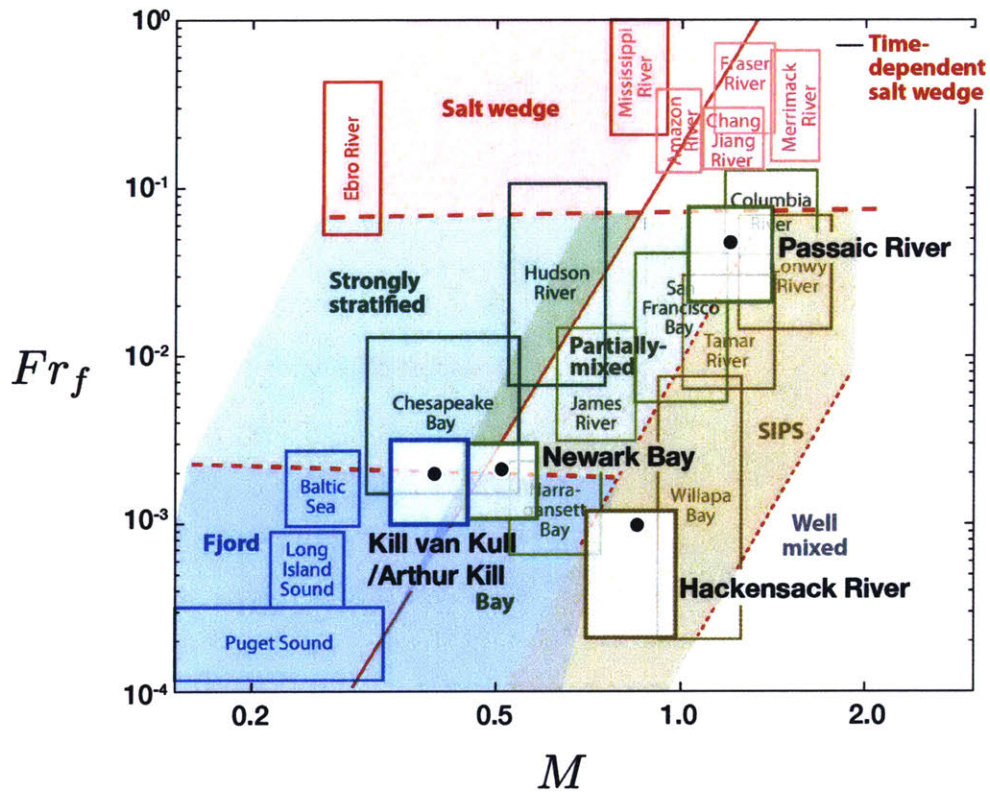 10⁰
10⁻¹
10⁻²
10⁻³
10⁻⁴
Fr_f
0.2
0.5
1.0
2.0
M
Salt wedge
Time-
dependent
salt wedge
Ebro River
Mississippi
River
Amazon
River
Fraser
River
Chang
Jiang
River
Merrimack
River
Columbia
River
Passaic River
Conwy
River
Strongly
stratified
Hudson
River
San
Francisco
Bay
Partially-
mixed
Tamar
River
James
River
Chesapeake
Bay
SIPS
Newark Bay
Narra-
gansett
Bay
Willapa
Bay
Baltic
Sea
Fjord
Long
Island
Sound
Kill van Kull
/Arthur Kill
Bay
Well
mixed
Hackensack River
Puget Sound